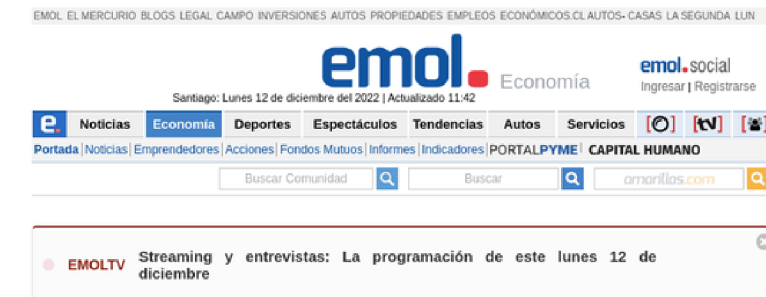 EMOL EL MERCURIO BLOGS LEGAL CAMPO INVERSIONES AUTOS PROPIEDADES EMPLEOS ECONÓMICOS.CL AUTOS- CASAS LA SEGUNDA LUN
emol. Economía
emol.social
Ingresar | Registrarse
Santiago: Lunes 12 de diciembre del 2022 | Actualizado 11:42
e. Noticias Economía Deportes Espectáculos Tendencias Autos Servicios [tv]
Portada | Noticias | Emprendedores | Acciones | Fondos Mutuos | Informes | Indicadores | PORTALPYME | CAPITAL HUMANO
Buscar Comunidad Buscar amarillas.com
EMOLTV Streaming y entrevistas: La programación de este lunes 12 de
diciembre